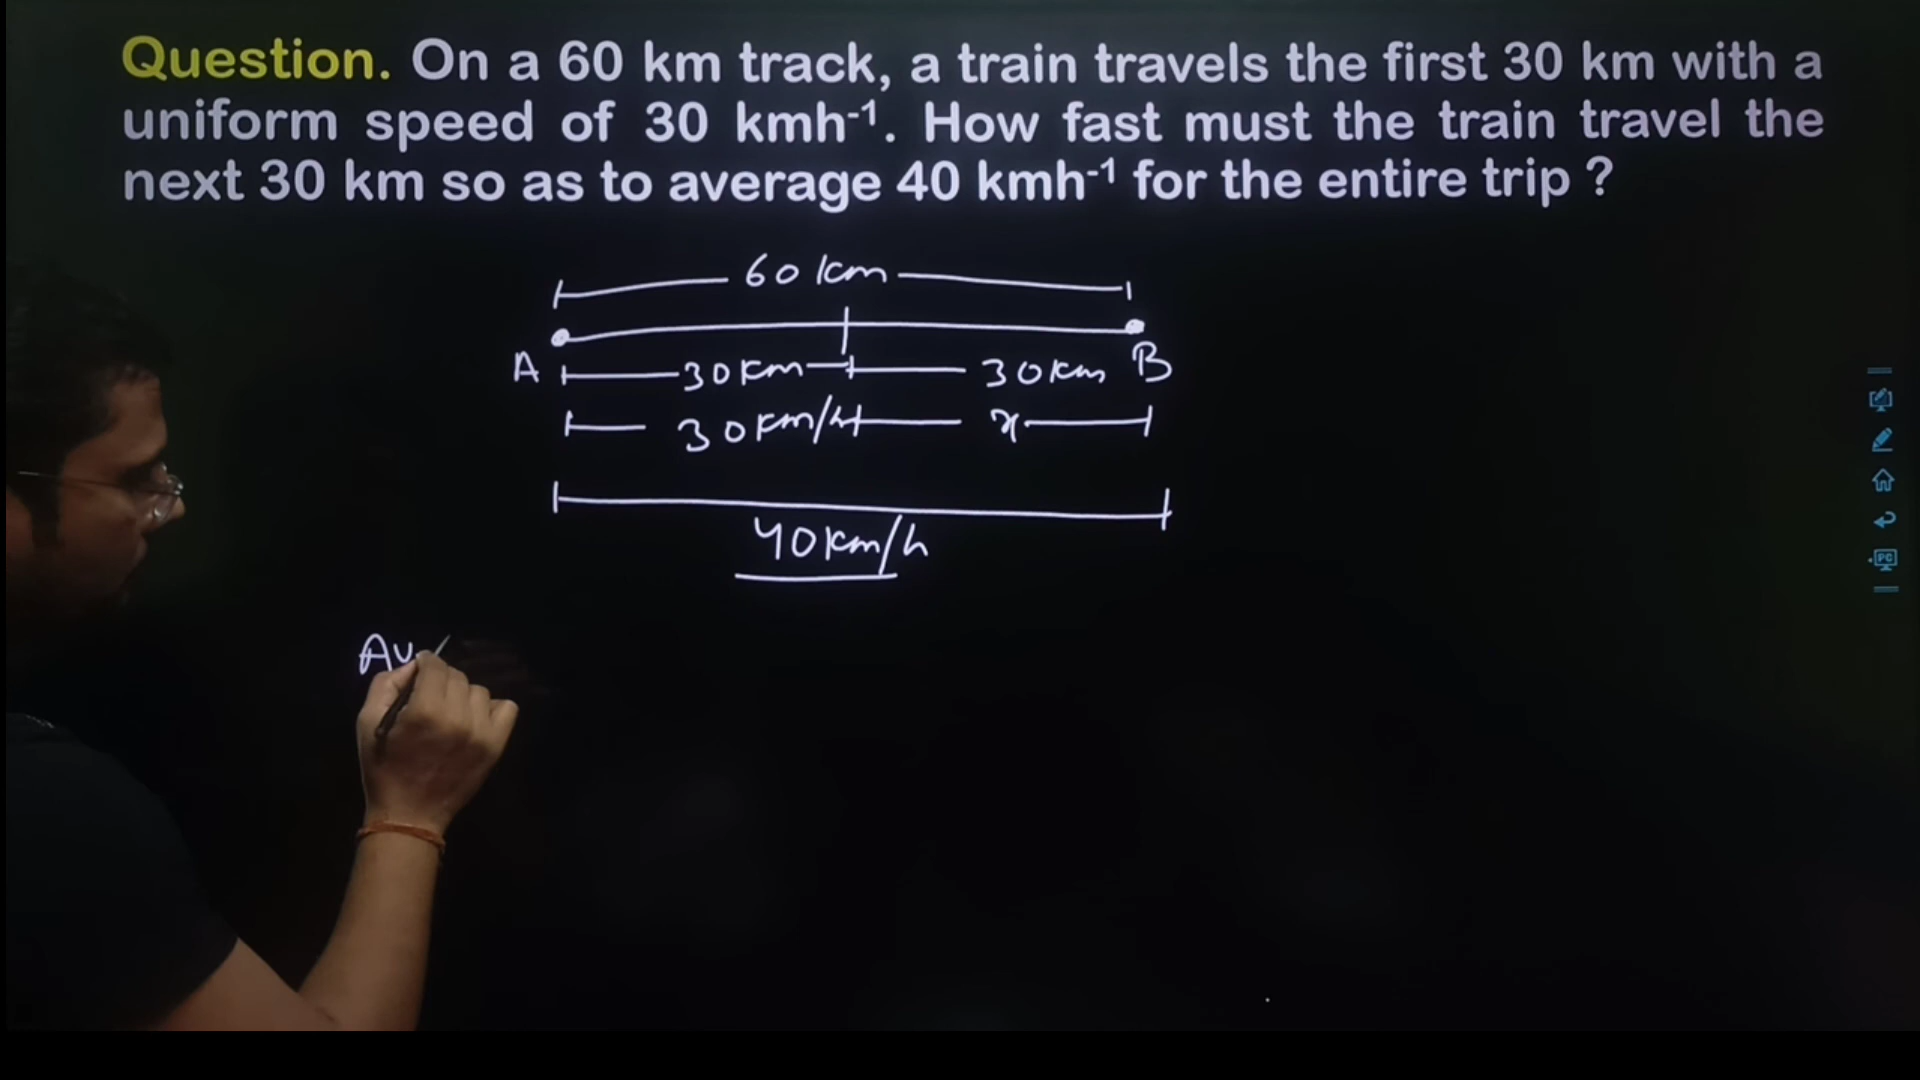 Question. On a 60 km track, a train travels the first 30 km with a
uniform speed of 30 kmh⁻¹. How fast must the train travel the
next 30 km so as to average 40 kmh⁻¹ for the entire trip ?
60 km
A 30 km 30 km B
30 km/h x
40 km/h
Av
PC